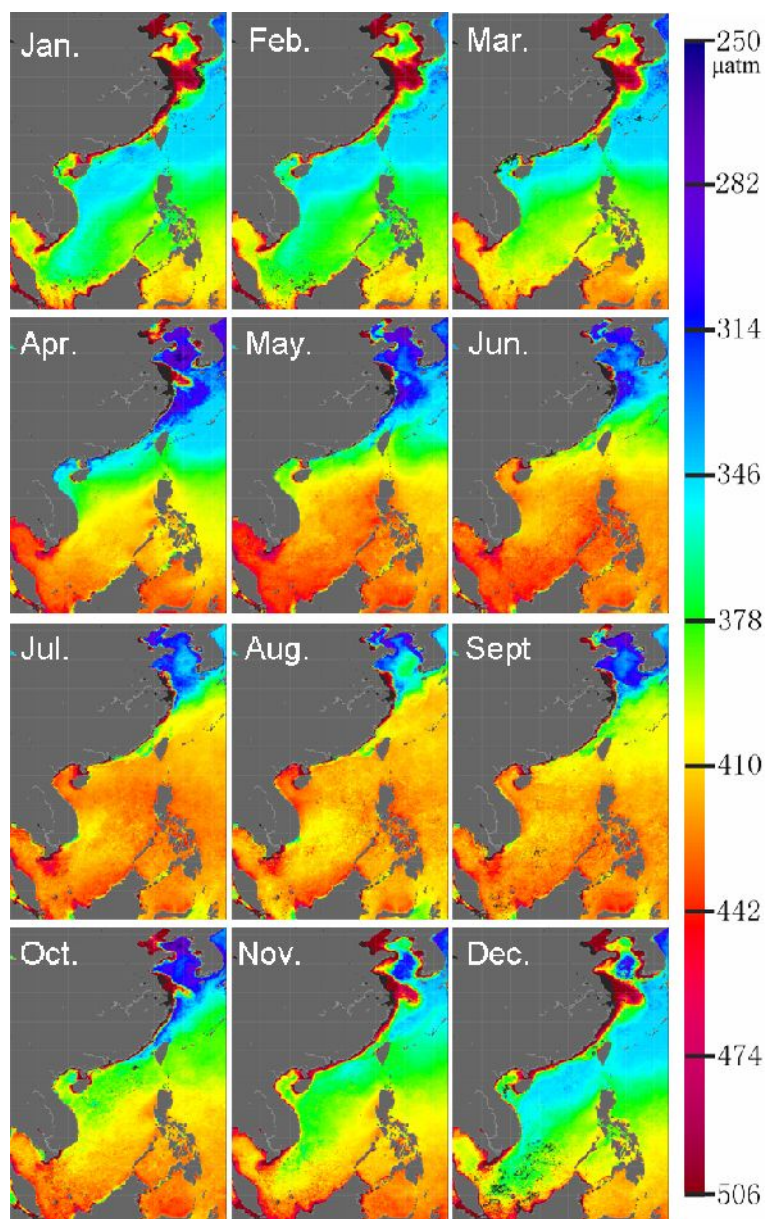 Jan.
Feb.
Mar.
250
µatm
282
Apr.
May.
Jun.
314
346
378
Jul.
Aug.
Sept
410
442
Oct.
Nov.
Dec.
474
506